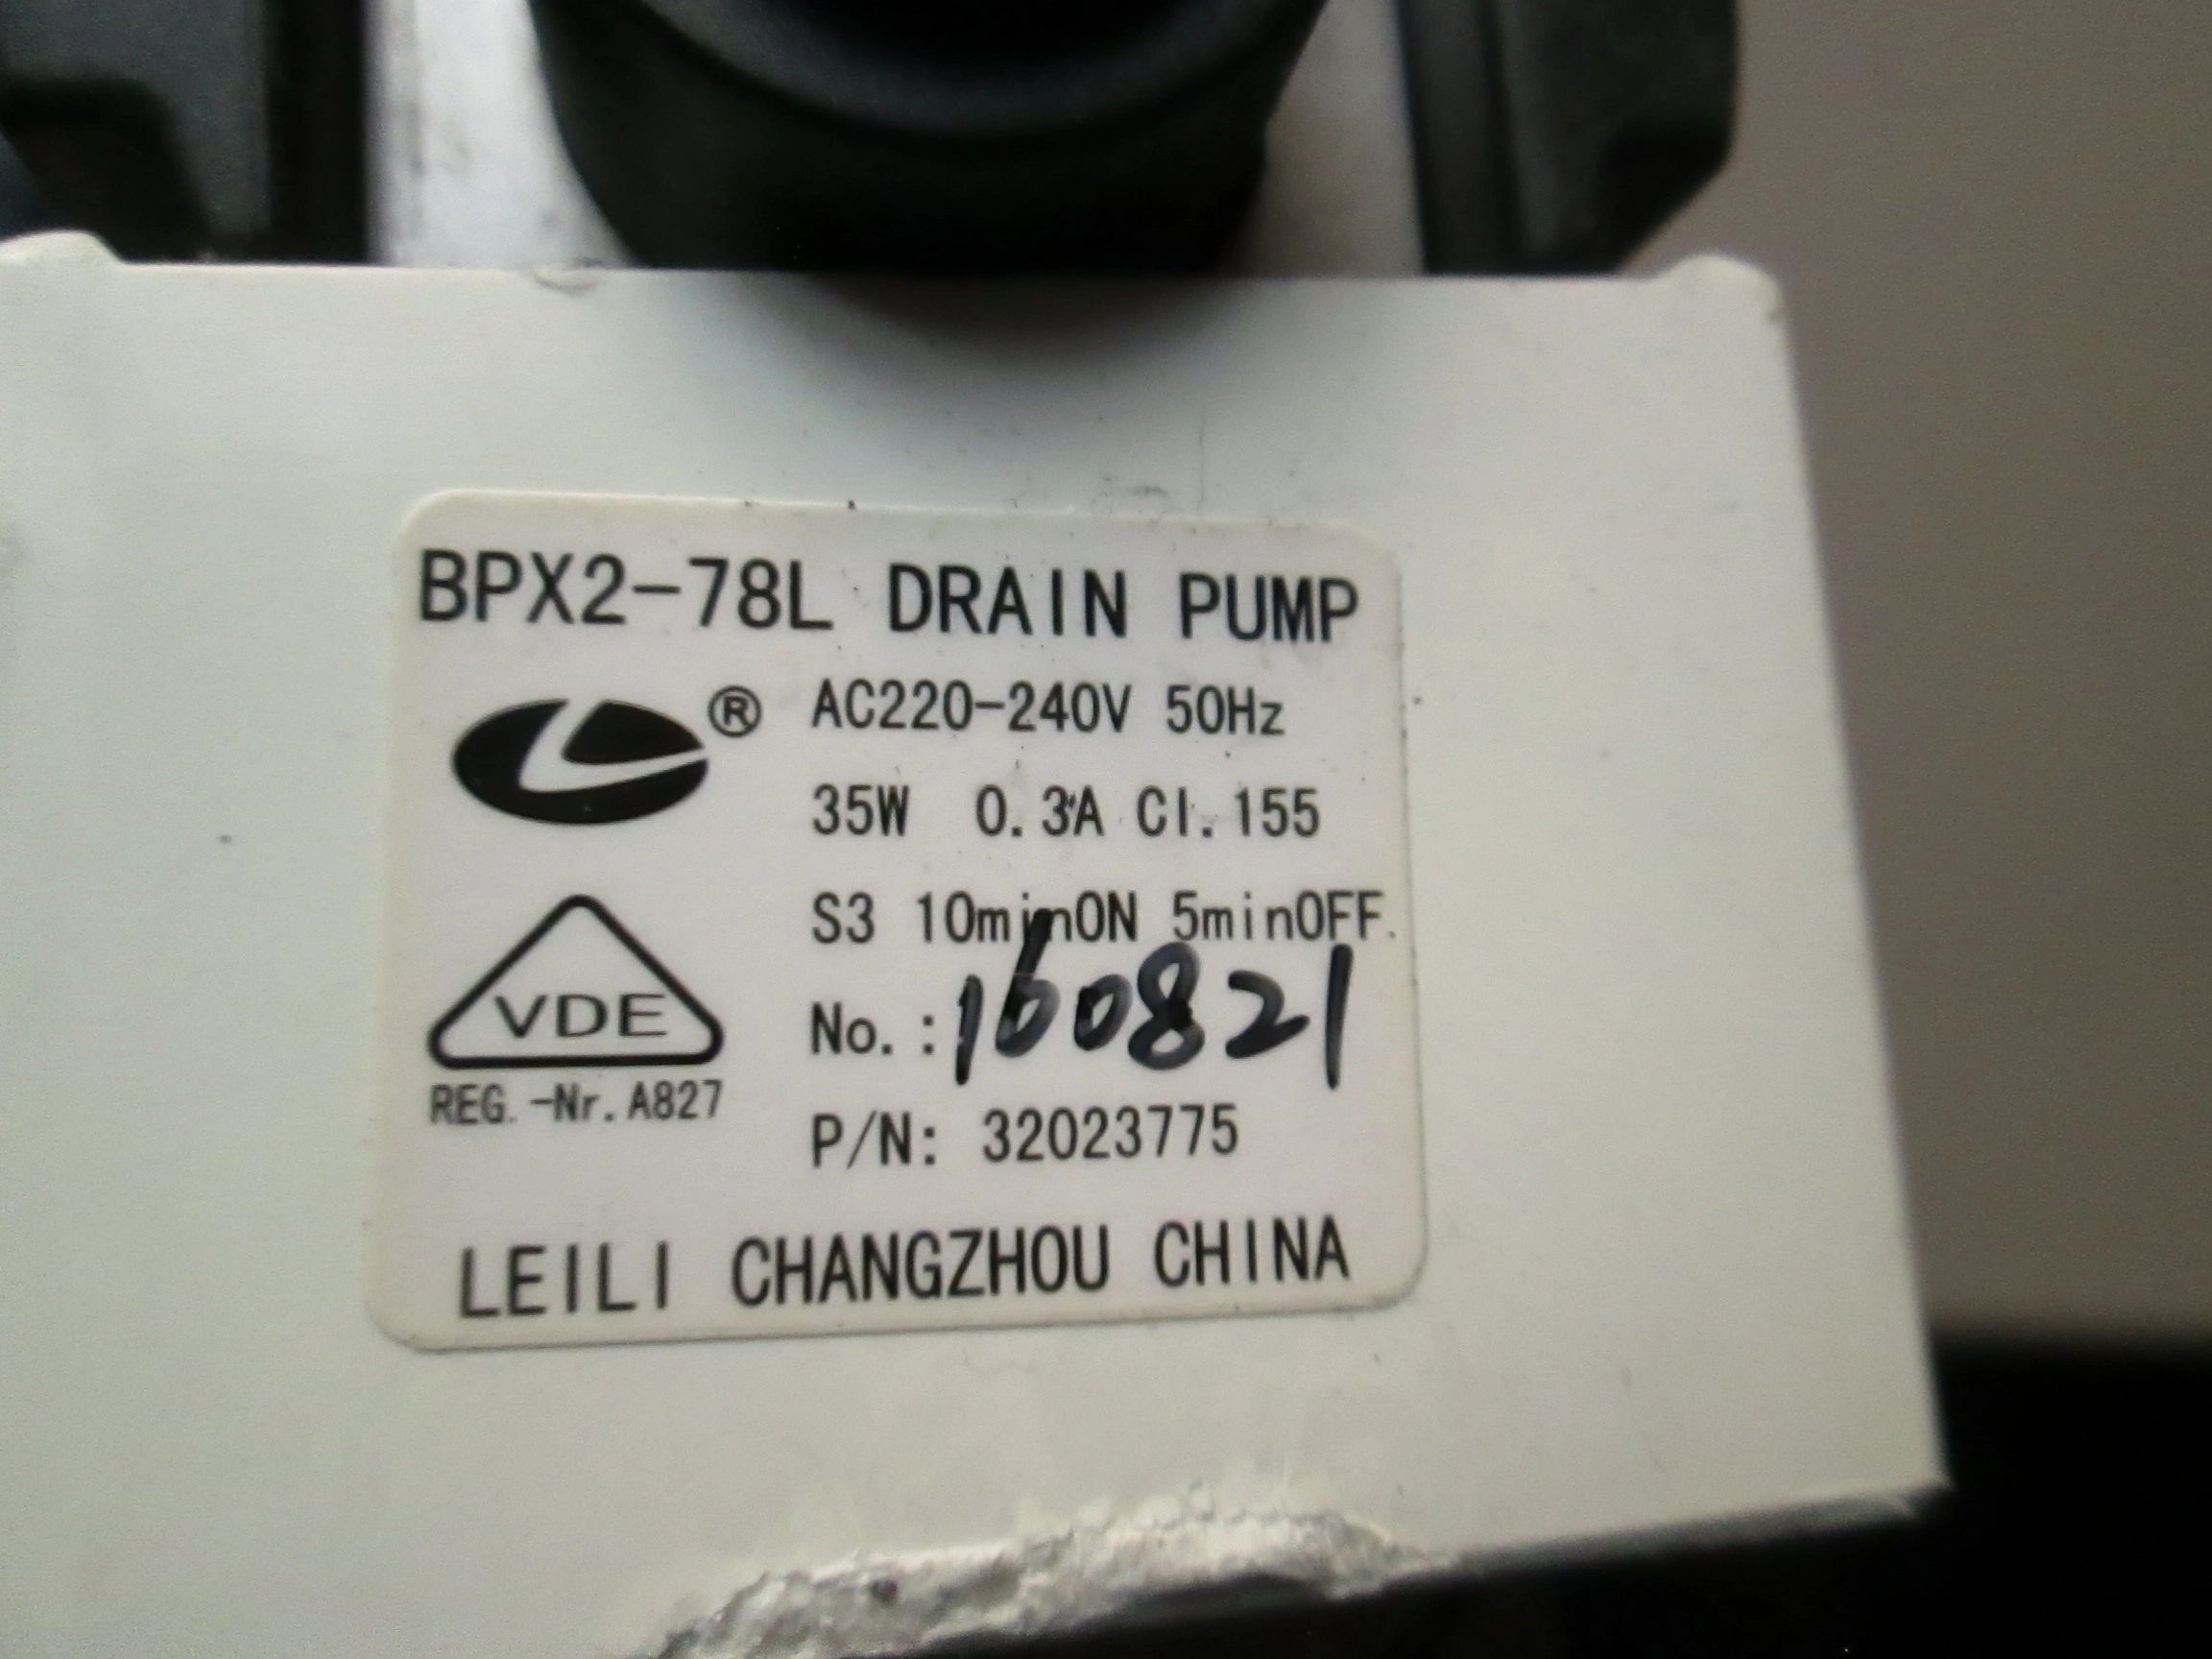 BPX2-78L DRAIN PUMP
®
AC220-240V 50Hz
35W 0.3A Cl.155
S3 10minON 5minOFF.
VDE
REG.-Nr.A827
No.:160821
P/N: 32023775
LEILI CHANGZHOU CHINA